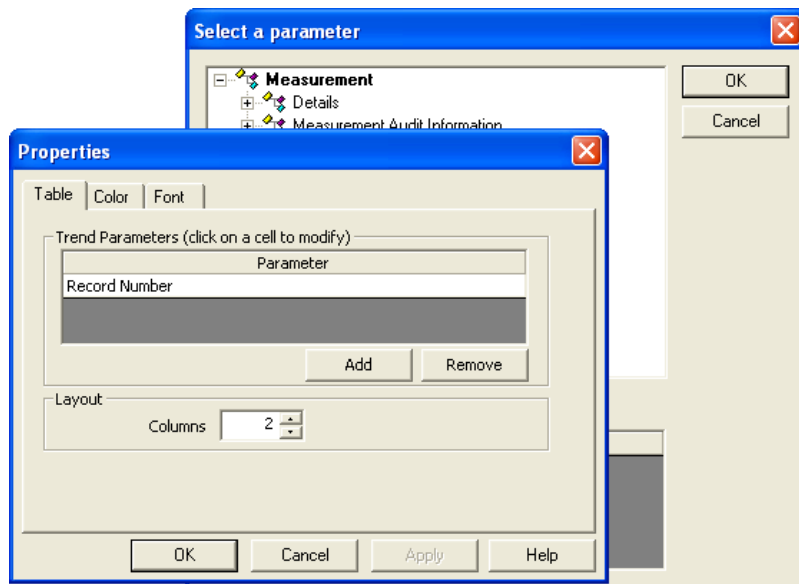 Select a parameter
Measurement
Details
Measurement Audit Information
OK
Cancel
Properties
Table Color Font
Trend Parameters (click on a cell to modify)
Parameter
Record Number
Add Remove
Layout
Columns 2
OK Cancel Apply Help